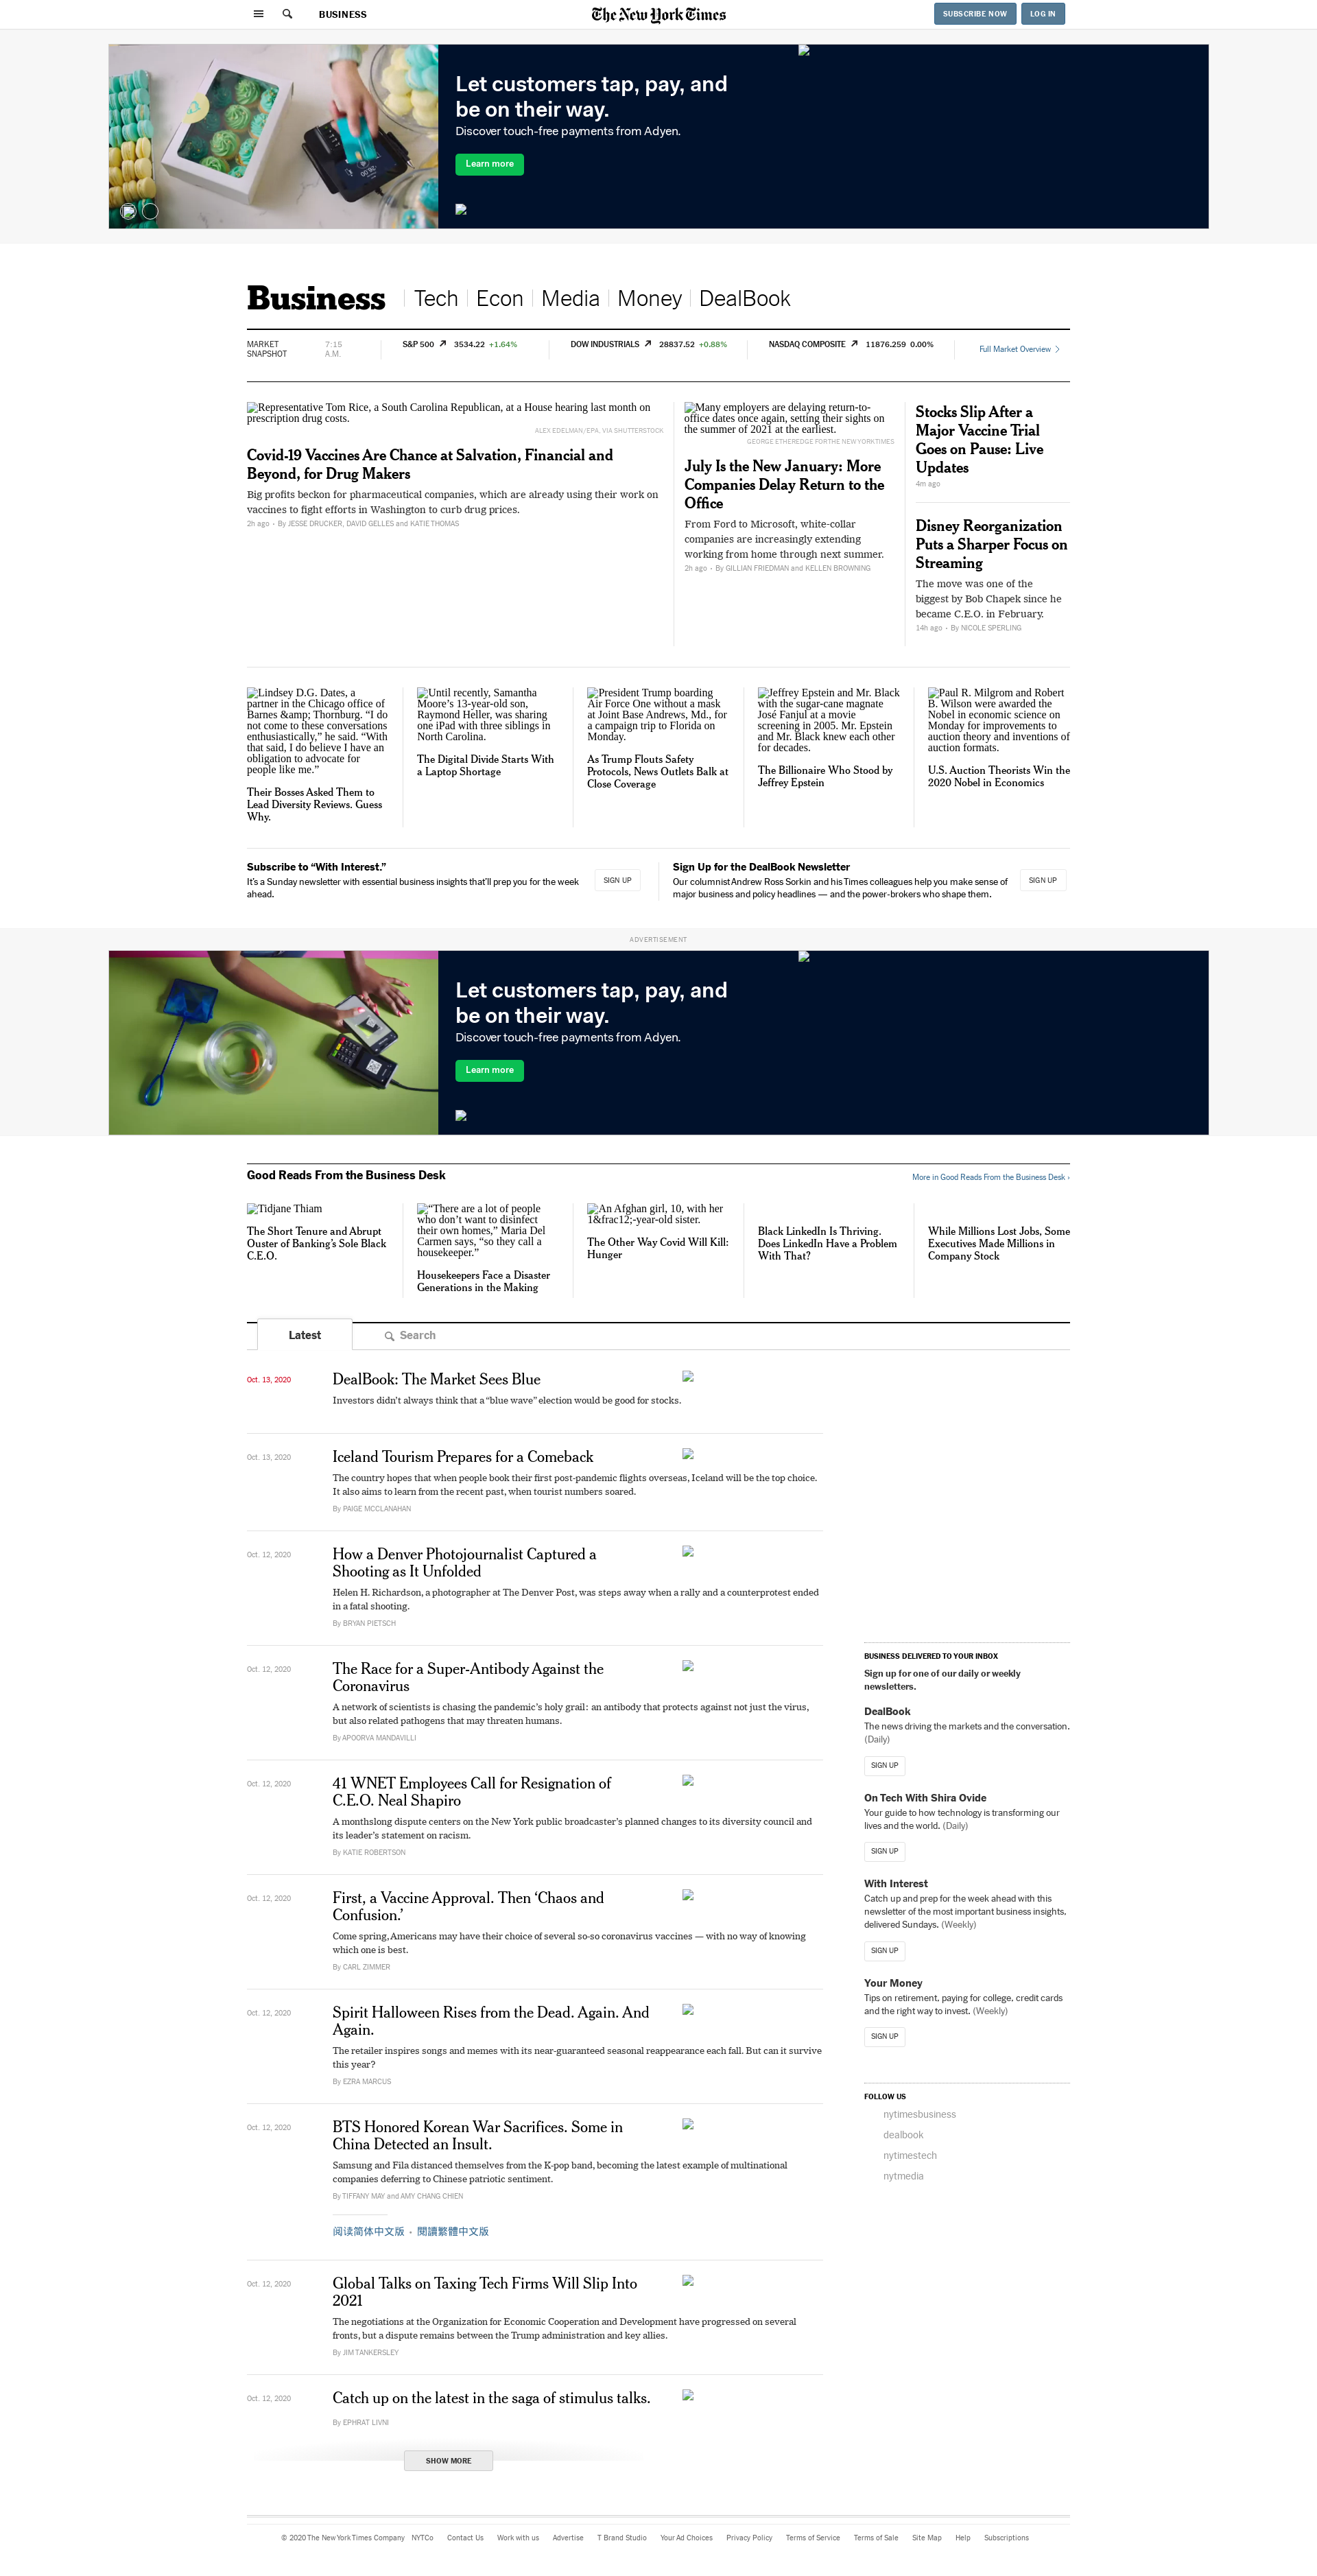 BUSINESS
The New York Times
SUBSCRIBE NOW
LOG IN
Let customers tap, pay, and
be on their way.
Discover touch-free payments from Adyen.
Learn more
Business
Tech
Econ
Media
Money
DealBook
MARKET
SNAPSHOT
7:15
A.M.
S&P 500 3534.22 +1.64%
DOW INDUSTRIALS 28837.52 +0.88%
NASDAQ COMPOSITE 11876.259 0.00%
Full Market Overview
Representative Tom Rice, a South Carolina Republican, at a House hearing last month on
prescription drug costs.
ALEX EDELMAN/EPA, VIA SHUTTERSTOCK
Covid-19 Vaccines Are Chance at Salvation, Financial and
Beyond, for Drug Makers
Big profits beckon for pharmaceutical companies, which are already using their work on
vaccines to fight efforts in Washington to curb drug prices.
2h ago • By JESSE DRUCKER, DAVID GELLES and KATIE THOMAS
Many employers are delaying return-to-
office dates once again, setting their sights on
the summer of 2021 at the earliest.
GEORGE ETHEREDGE FOR THE NEW YORK TIMES
July Is the New January: More
Companies Delay Return to the
Office
From Ford to Microsoft, white-collar
companies are increasingly extending
working from home through next summer.
2h ago • By GILLIAN FRIEDMAN and KELLEN BROWNING
Stocks Slip After a
Major Vaccine Trial
Goes on Pause: Live
Updates
4m ago
Disney Reorganization
Puts a Sharper Focus on
Streaming
The move was one of the
biggest by Bob Chapek since he
became C.E.O. in February.
14h ago • By NICOLE SPERLING
Lindsey D.G. Dates, a
partner in the Chicago office of
Barnes &amp; Thornburg. “I do
not come to these conversations
enthusiastically,” he said. “With
that said, I do believe I have an
obligation to advocate for
people like me.”
Their Bosses Asked Them to
Lead Diversity Reviews. Guess
Why.
Until recently, Samantha
Moore’s 13-year-old son,
Raymond Heller, was sharing
one iPad with three siblings in
North Carolina.
The Digital Divide Starts With
a Laptop Shortage
President Trump boarding
Air Force One without a mask
at Joint Base Andrews, Md., for
a campaign trip to Florida on
Monday.
As Trump Flouts Safety
Protocols, News Outlets Balk at
Close Coverage
Jeffrey Epstein and Mr. Black
with the sugar-cane magnate
José Fanjul at a movie
screening in 2005. Mr. Epstein
and Mr. Black knew each other
for decades.
The Billionaire Who Stood by
Jeffrey Epstein
Paul R. Milgrom and Robert
B. Wilson were awarded the
Nobel in economic science on
Monday for improvements to
auction theory and inventions of
auction formats.
U.S. Auction Theorists Win the
2020 Nobel in Economics
Subscribe to “With Interest.”
It’s a Sunday newsletter with essential business insights that’ll prep you for the week
ahead.
SIGN UP
Sign Up for the DealBook Newsletter
Our columnist Andrew Ross Sorkin and his Times colleagues help you make sense of
major business and policy headlines — and the power-brokers who shape them.
SIGN UP
ADVERTISEMENT
Let customers tap, pay, and
be on their way.
Discover touch-free payments from Adyen.
Learn more
Good Reads From the Business Desk
More in Good Reads From the Business Desk ›
Tidjane Thiam
The Short Tenure and Abrupt
Ouster of Banking’s Sole Black
C.E.O.
“There are a lot of people
who don’t want to disinfect
their own homes,” Maria Del
Carmen says, “so they call a
housekeeper.”
Housekeepers Face a Disaster
Generations in the Making
An Afghan girl, 10, with her
1&frac12;-year-old sister.
The Other Way Covid Will Kill:
Hunger
Black LinkedIn Is Thriving.
Does LinkedIn Have a Problem
With That?
While Millions Lost Jobs, Some
Executives Made Millions in
Company Stock
Latest
Search
Oct. 13, 2020
DealBook: The Market Sees Blue
Investors didn’t always think that a “blue wave” election would be good for stocks.
Oct. 13, 2020
Iceland Tourism Prepares for a Comeback
The country hopes that when people book their first post-pandemic flights overseas, Iceland will be the top choice.
It also aims to learn from the recent past, when tourist numbers soared.
By PAIGE MCCLANAHAN
Oct. 12, 2020
How a Denver Photojournalist Captured a
Shooting as It Unfolded
Helen H. Richardson, a photographer at The Denver Post, was steps away when a rally and a counterprotest ended
in a fatal shooting.
By BRYAN PIETSCH
Oct. 12, 2020
The Race for a Super-Antibody Against the
Coronavirus
A network of scientists is chasing the pandemic’s holy grail: an antibody that protects against not just the virus,
but also related pathogens that may threaten humans.
By APOORVA MANDAVILLI
Oct. 12, 2020
41 WNET Employees Call for Resignation of
C.E.O. Neal Shapiro
A monthslong dispute centers on the New York public broadcaster’s planned changes to its diversity council and
its leader’s statement on racism.
By KATIE ROBERTSON
Oct. 12, 2020
First, a Vaccine Approval. Then ‘Chaos and
Confusion.’
Come spring, Americans may have their choice of several so-so coronavirus vaccines — with no way of knowing
which one is best.
By CARL ZIMMER
Oct. 12, 2020
Spirit Halloween Rises from the Dead. Again. And
Again.
The retailer inspires songs and memes with its near-guaranteed seasonal reappearance each fall. But can it survive
this year?
By EZRA MARCUS
Oct. 12, 2020
BTS Honored Korean War Sacrifices. Some in
China Detected an Insult.
Samsung and Fila distanced themselves from the K-pop band, becoming the latest example of multinational
companies deferring to Chinese patriotic sentiment.
By TIFFANY MAY and AMY CHANG CHIEN
阅读简体中文版 • 閱讀繁體中文版
Oct. 12, 2020
Global Talks on Taxing Tech Firms Will Slip Into
2021
The negotiations at the Organization for Economic Cooperation and Development have progressed on several
fronts, but a dispute remains between the Trump administration and key allies.
By JIM TANKERSLEY
Oct. 12, 2020
Catch up on the latest in the saga of stimulus talks.
By EPHRAT LIVNI
SHOW MORE
BUSINESS DELIVERED TO YOUR INBOX
Sign up for one of our daily or weekly
newsletters.
DealBook
The news driving the markets and the conversation.
(Daily)
SIGN UP
On Tech With Shira Ovide
Your guide to how technology is transforming our
lives and the world. (Daily)
SIGN UP
With Interest
Catch up and prep for the week ahead with this
newsletter of the most important business insights,
delivered Sundays. (Weekly)
SIGN UP
Your Money
Tips on retirement, paying for college, credit cards
and the right way to invest. (Weekly)
SIGN UP
FOLLOW US
nytimesbusiness
dealbook
nytimestech
nytmedia
© 2020 The New York Times Company NYTCo Contact Us Work with us Advertise T Brand Studio Your Ad Choices Privacy Policy Terms of Service Terms of Sale Site Map Help Subscriptions